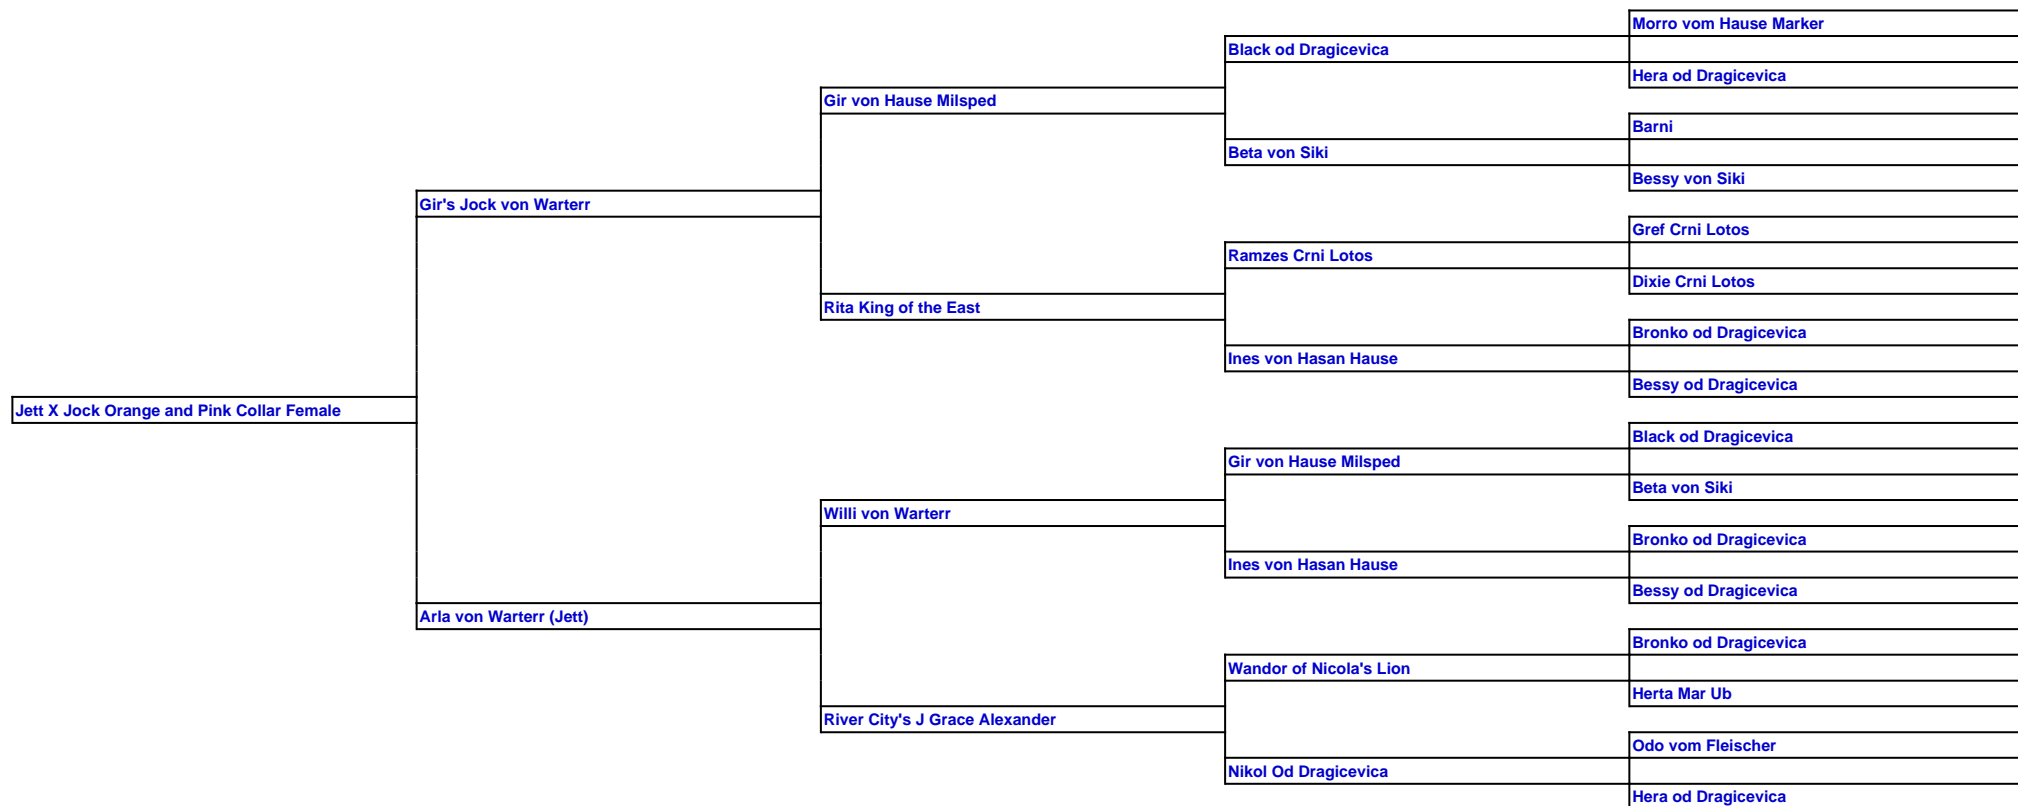 Morro vom Hause Marker
Black od Dragicevica
Hera od Dragicevica
Gir von Hause Milsped
Barni
Beta von Siki
Bessy von Siki
Gir's Jock von Warterr
Gref Crni Lotos
Ramzes Crni Lotos
Dixie Crni Lotos
Rita King of the East
Bronko od Dragicevica
Ines von Hasan Hause
Bessy od Dragicevica
Jett X Jock Orange and Pink Collar Female
Black od Dragicevica
Gir von Hause Milsped
Beta von Siki
Willi von Warterr
Bronko od Dragicevica
Ines von Hasan Hause
Bessy od Dragicevica
Arla von Warterr (Jett)
Bronko od Dragicevica
Wandor of Nicola's Lion
Herta Mar Ub
River City's J Grace Alexander
Odo vom Fleischer
Nikol Od Dragicevica
Hera od Dragicevica